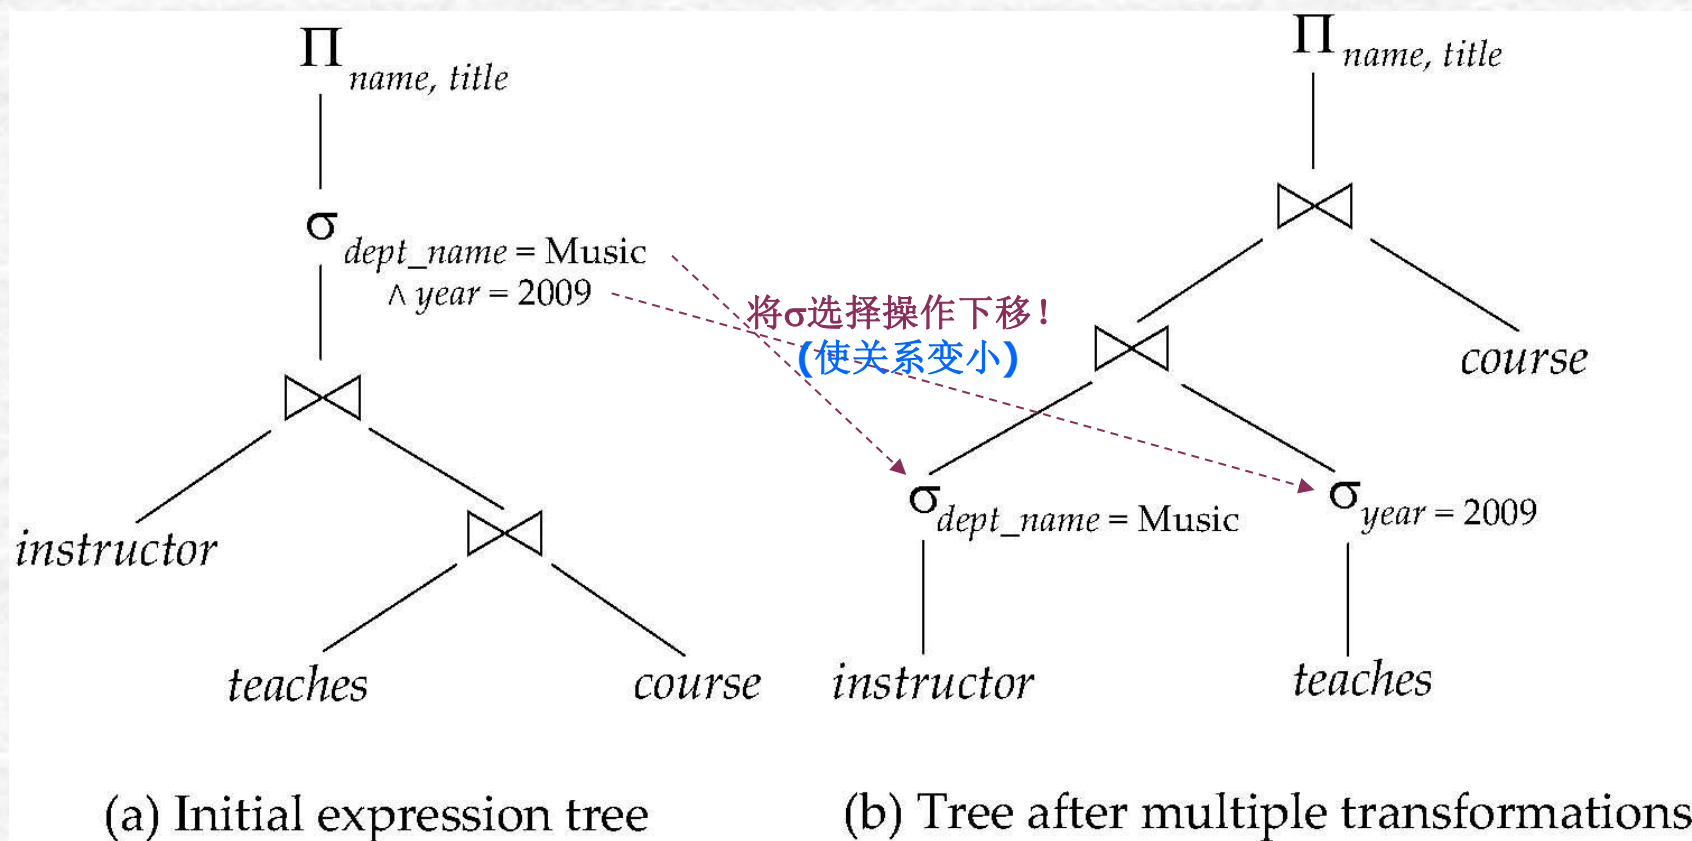 Π name, title
σ dept_name = Music
∧ year = 2009
instructor
teaches
course
将σ选择操作下移！
(使关系变小)
Π name, title
course
σ dept_name = Music
σ year = 2009
instructor
teaches
(a) Initial expression tree
(b) Tree after multiple transformations